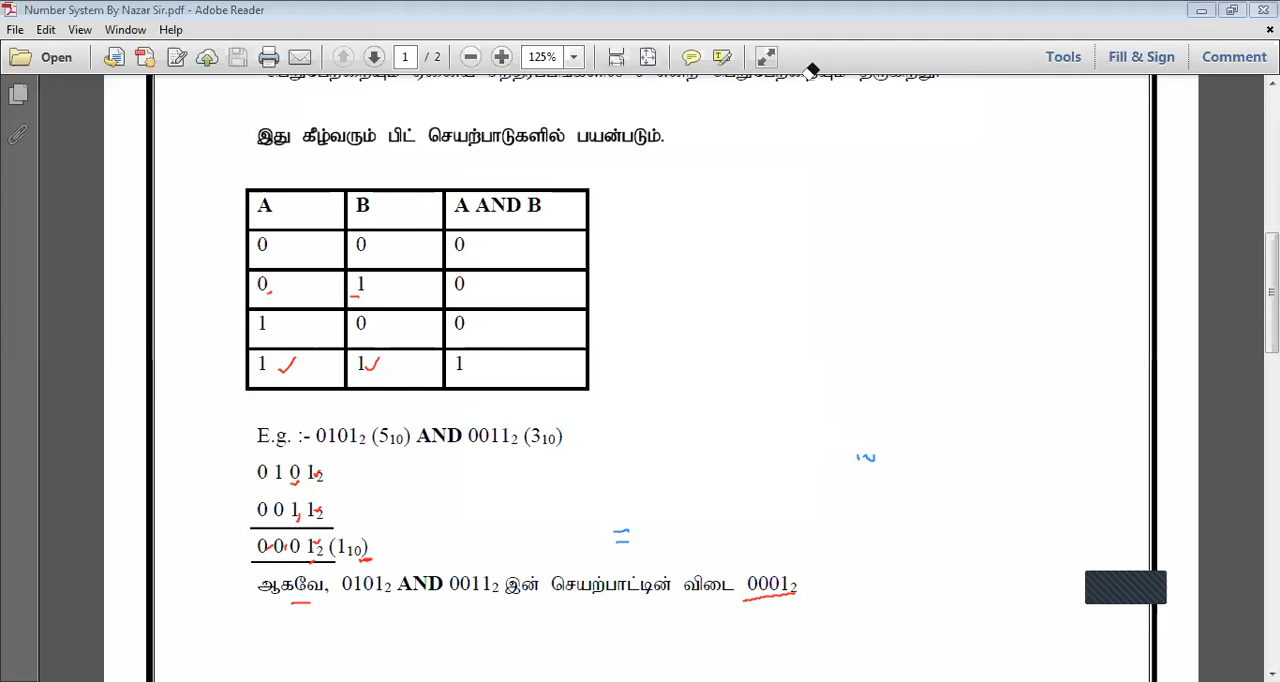 Number System By Nazar Sir.pdf - Adobe Reader
File Edit View Window Help
Open 1 / 2 125% Tools Fill & Sign Comment
இது கீழ்வரும் பிட் செயற்பாடுகளில் பயன்படும்.
A B A AND B
0 0 0
0 1 0
1 0 0
1 1 1
E.g. :- 0101₂ (5₁₀) AND 0011₂ (3₁₀)
0 1 0 1₂
0 0 1 1₂
0 0 0 1₂ (1₁₀)
ஆகவே, 0101₂ AND 0011₂ இன் செயற்பாட்டின் விடை 0001₂